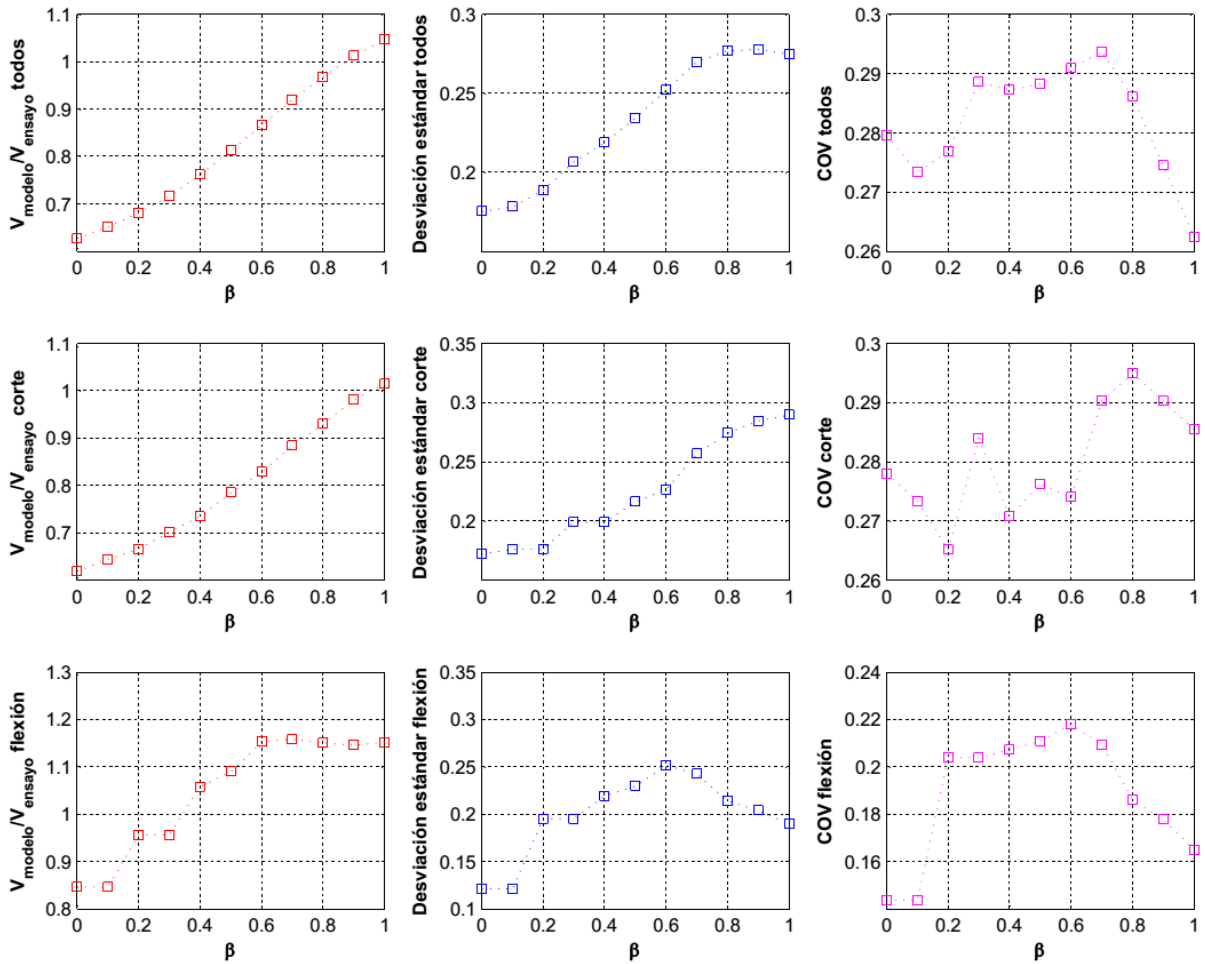 V_modelo/V_ensayo todos
1.1
1
0.9
0.8
0.7
0 0.2 0.4 0.6 0.8 1
β
Desviación estándar todos
0.3
0.25
0.2
0 0.2 0.4 0.6 0.8 1
β
COV todos
0.3
0.29
0.28
0.27
0.26
0 0.2 0.4 0.6 0.8 1
β
V_modelo/V_ensayo corte
1.1
1
0.9
0.8
0.7
0 0.2 0.4 0.6 0.8 1
β
Desviación estándar corte
0.35
0.3
0.25
0.2
0 0.2 0.4 0.6 0.8 1
β
COV corte
0.3
0.29
0.28
0.27
0.26
0 0.2 0.4 0.6 0.8 1
β
V_modelo/V_ensayo flexión
1.3
1.2
1.1
1
0.9
0.8
0 0.2 0.4 0.6 0.8 1
β
Desviación estándar flexión
0.35
0.3
0.25
0.2
0.15
0.1
0 0.2 0.4 0.6 0.8 1
β
COV flexión
0.24
0.22
0.2
0.18
0.16
0 0.2 0.4 0.6 0.8 1
β